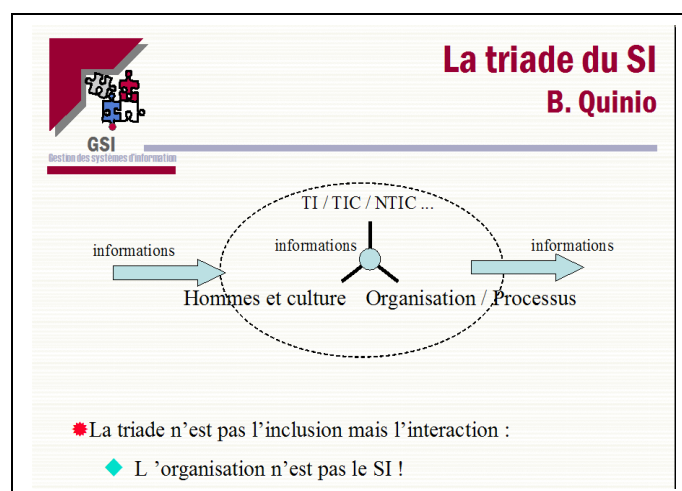 La triade du SI
B. Quinio
GSI
Gestion des systèmes d'information
TI / TIC / NTIC ...
informations
informations
informations
Hommes et culture
Organisation / Processus
La triade n'est pas l'inclusion mais l'interaction :
L 'organisation n'est pas le SI !